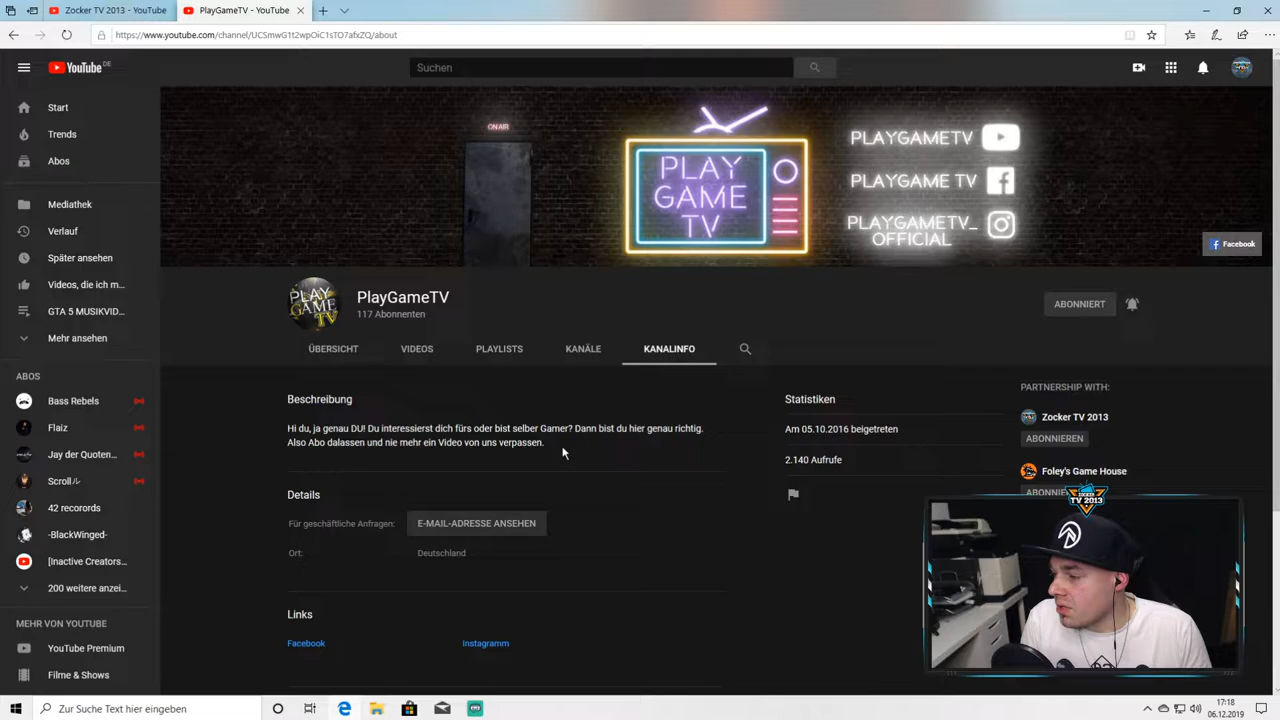 Zocker TV 2013 - YouTube
PlayGameTV - YouTube
https://www.youtube.com/channel/UCSmwG1t2wpOiC1sTO7afxZQ/about
YouTube DE
Suchen
Start
Trends
Abos
Mediathek
Verlauf
Später ansehen
Videos, die ich m...
GTA 5 MUSIKVID...
Mehr ansehen
ABOS
Bass Rebels
Flaiz
Jay der Quoten...
42 recorords
-BlackWinged-
[Inactive Creators...
200 weitere anzei...
MEHR VON YOUTUBE
YouTube Premium
Filme & Shows
ON AIR
PLAY
GAME
TV
PLAYGAMETV
PLAYGAME TV
PLAYGAMETV_
OFFICIAL
Facebook
PLAY
GAME
TV
PlayGameTV
117 Abonnenten
ABONNIERT
ÜBERSICHT
VIDEOS
PLAYLISTS
KANÄLE
KANALINFO
Beschreibung
Hi du, ja genau DU! Du interessierst dich fürs oder bist selber Gamer? Dann bist du hier genau richtig.
Also Abo dalassen und nie mehr ein Video von uns verpassen.
Details
Für geschäftliche Anfragen:
E-MAIL-ADRESSE ANSEHEN
Ort:
Deutschland
Links
Facebook
Instagramm
Statistiken
Am 05.10.2016 beigetreten
2.140 Aufrufe
PARTNERSHIP WITH:
Zocker TV 2013
ABONNIEREN
Foley's Game House
ZOCKER
TV 2013
Zur Suche Text hier eingeben
17:18
06.12.2019